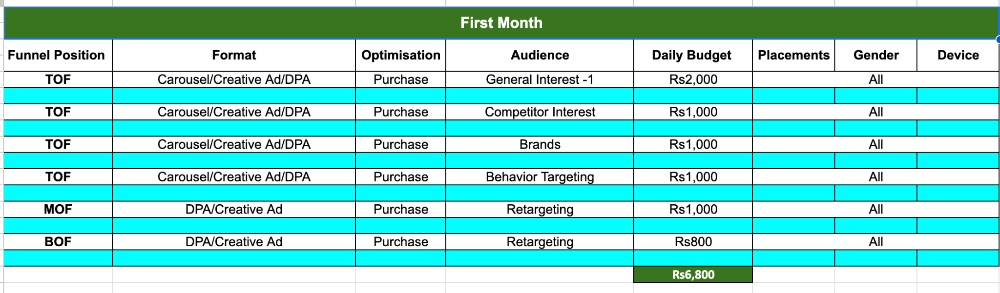 First Month
Funnel Position Format Optimisation Audience Daily Budget Placements Gender Device
TOF Carousel/Creative Ad/DPA Purchase General Interest -1 Rs2,000 All
TOF Carousel/Creative Ad/DPA Purchase Competitor Interest Rs1,000 All
TOF Carousel/Creative Ad/DPA Purchase Brands Rs1,000 All
TOF Carousel/Creative Ad/DPA Purchase Behavior Targeting Rs1,000 All
MOF DPA/Creative Ad Purchase Retargeting Rs1,000 All
BOF DPA/Creative Ad Purchase Retargeting Rs800 All
Rs6,800